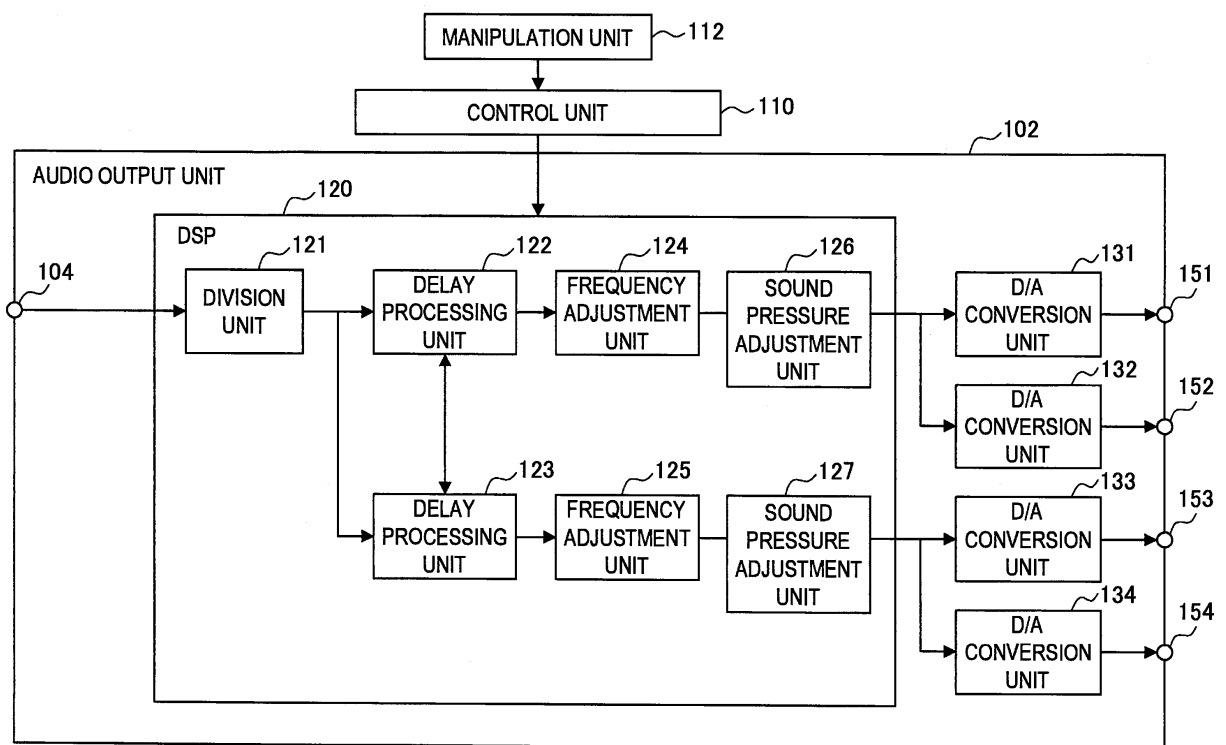 MANIPULATION UNIT
112
CONTROL UNIT
110
102
AUDIO OUTPUT UNIT
120
DSP
104
121
DIVISION
UNIT
122
DELAY
PROCESSING
UNIT
124
FREQUENCY
ADJUSTMENT
UNIT
126
SOUND
PRESSURE
ADJUSTMENT
UNIT
131
D/A
CONVERSION
UNIT
151
132
D/A
CONVERSION
UNIT
152
123
DELAY
PROCESSING
UNIT
125
FREQUENCY
ADJUSTMENT
UNIT
127
SOUND
PRESSURE
ADJUSTMENT
UNIT
133
D/A
CONVERSION
UNIT
153
134
D/A
CONVERSION
UNIT
154